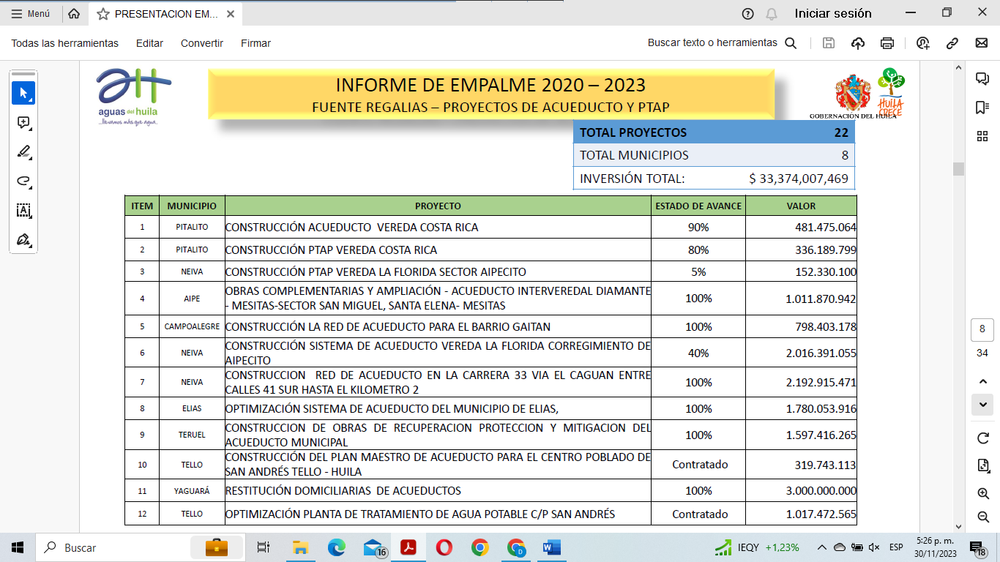 Menú
PRESENTACION EM...
Iniciar sesión
Todas las herramientas
Editar
Convertir
Firmar
Buscar texto o herramientas
aguas del huila
...llevamos más que agua.
INFORME DE EMPALME 2020 – 2023
FUENTE REGALIAS – PROYECTOS DE ACUEDUCTO Y PTAP
HUILA
CRECE
GOBERNACIÓN DEL HUILA
TOTAL PROYECTOS 22
TOTAL MUNICIPIOS 8
INVERSIÓN TOTAL: $ 33,374,007,469
ITEM MUNICIPIO PROYECTO ESTADO DE AVANCE VALOR
1 PITALITO CONSTRUCCIÓN ACUEDUCTO VEREDA COSTA RICA 90% 481.475.064
2 PITALITO CONSTRUCCIÓN PTAP VEREDA COSTA RICA 80% 336.189.799
3 NEIVA CONSTRUCCIÓN PTAP VEREDA LA FLORIDA SECTOR AIPECITO 5% 152.330.100
4 AIPE OBRAS COMPLEMENTARIAS Y AMPLIACIÓN - ACUEDUCTO INTERVEREDAL DIAMANTE
- MESITAS-SECTOR SAN MIGUEL, SANTA ELENA- MESITAS 100% 1.011.870.942
5 CAMPOALEGRE CONSTRUCCIÓN LA RED DE ACUEDUCTO PARA EL BARRIO GAITAN 100% 798.403.178
6 NEIVA CONSTRUCCIÓN SISTEMA DE ACUEDUCTO VEREDA LA FLORIDA CORREGIMIENTO DE
AIPECITO 40% 2.016.391.055
7 NEIVA CONSTRUCCION RED DE ACUEDUCTO EN LA CARRERA 33 VIA EL CAGUAN ENTRE
CALLES 41 SUR HASTA EL KILOMETRO 2 100% 2.192.915.471
8 ELIAS OPTIMIZACIÓN SISTEMA DE ACUEDUCTO DEL MUNICIPIO DE ELIAS, 100% 1.780.053.916
9 TERUEL CONSTRUCCION DE OBRAS DE RECUPERACION PROTECCION Y MITIGACION DEL
ACUEDUCTO MUNICIPAL 100% 1.597.416.265
10 TELLO CONSTRUCCIÓN DEL PLAN MAESTRO DE ACUEDUCTO PARA EL CENTRO POBLADO DE
SAN ANDRÉS TELLO - HUILA Contratado 319.743.113
11 YAGUARÁ RESTITUCIÓN DOMICILIARIAS DE ACUEDUCTOS 100% 3.000.000.000
12 TELLO OPTIMIZACIÓN PLANTA DE TRATAMIENTO DE AGUA POTABLE C/P SAN ANDRÉS Contratado 1.017.472.565
8
34
Buscar
16
D
IEQY +1,23%
ESP
5:26 p. m.
30/11/2023
18